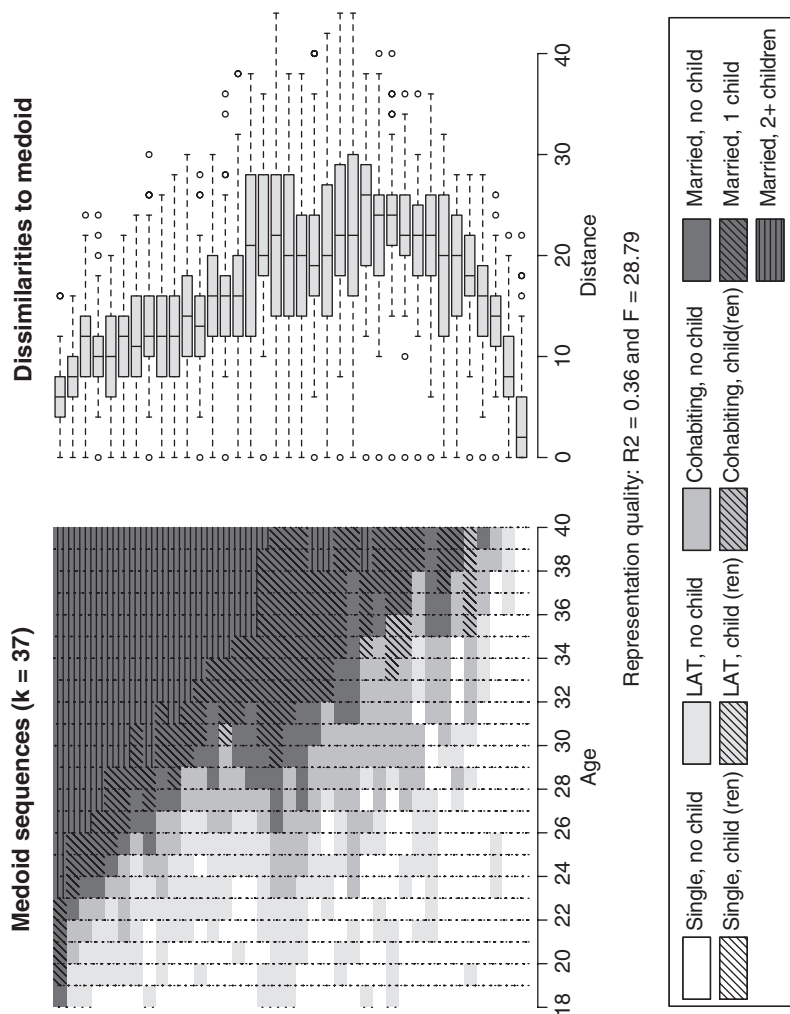 Medoid sequences (k = 37)
Dissimilarities to medoid
18 20 22 24 26 28 30 32 34 36 38 40
Age
0 10 20 30 40
Distance
Representation quality: R2 = 0.36 and F = 28.79
Single, no child
LAT, no child
Cohabiting, no child
Married, no child
Single, child (ren)
LAT, child (ren)
Cohabiting, child(ren)
Married, 1 child
Married, 2+ children